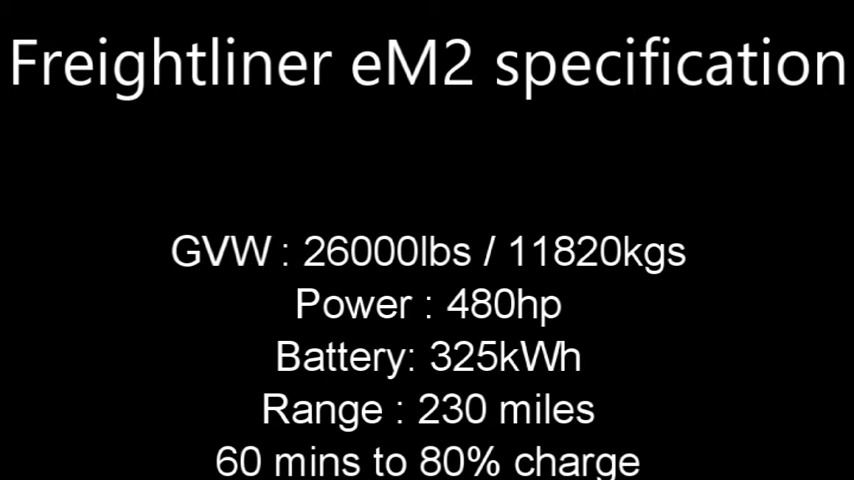 Freightliner eM2 specification
GVW : 26000lbs / 11820kgs
Power : 480hp
Battery: 325kWh
Range : 230 miles
60 mins to 80% charge